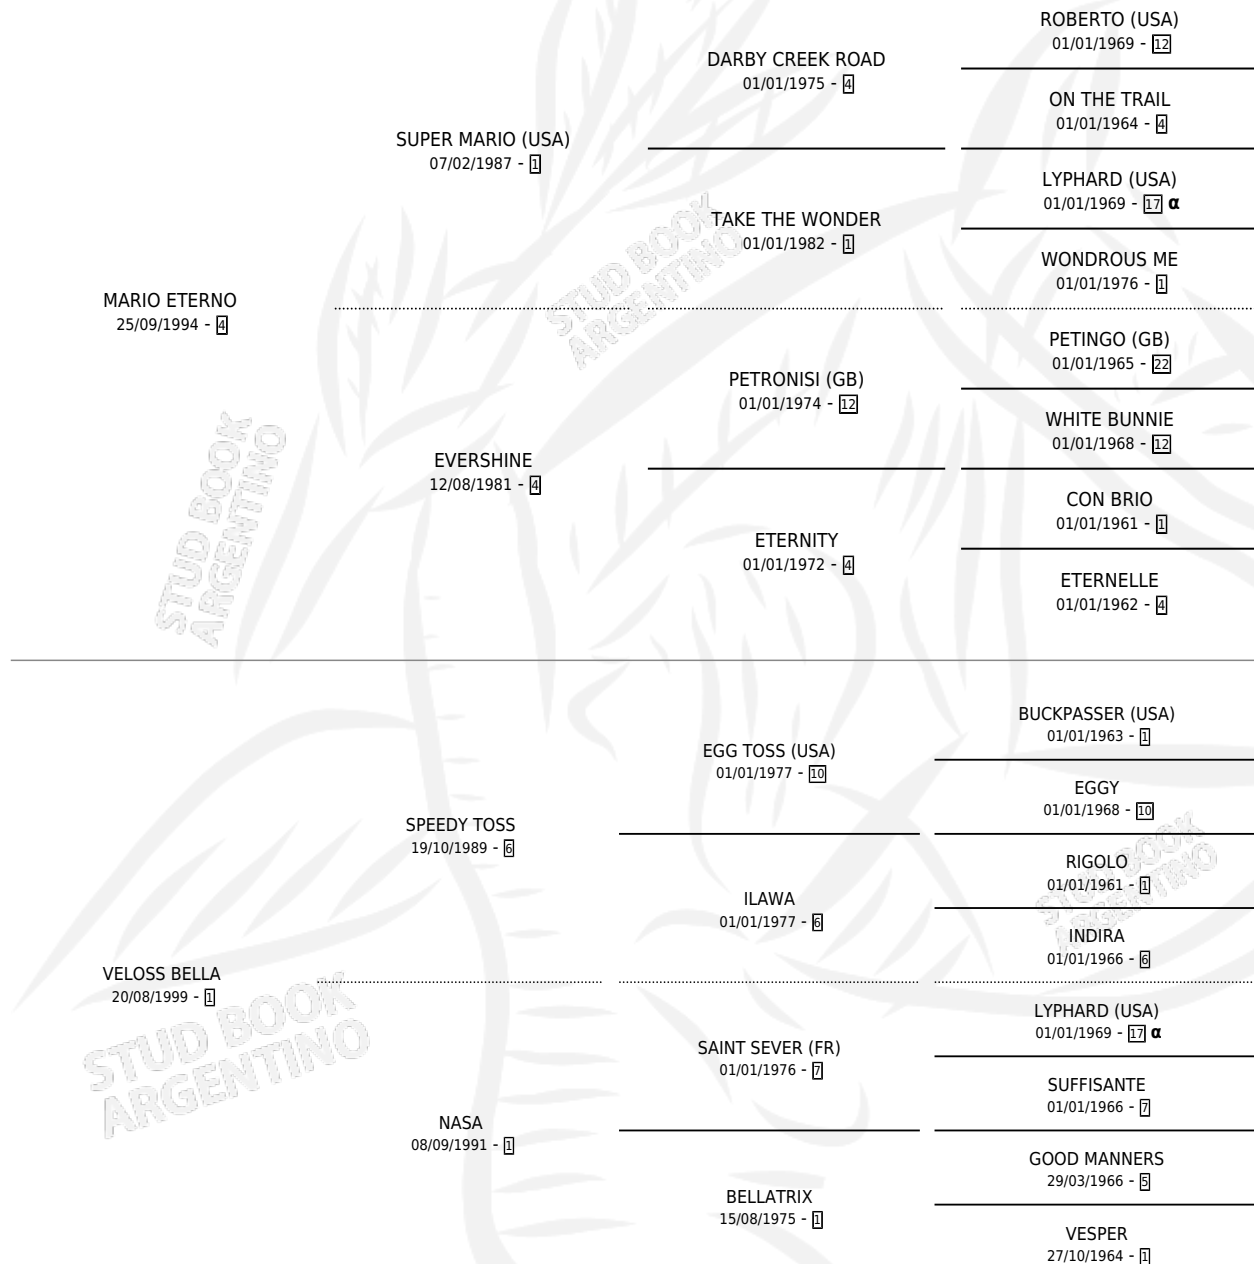 ROBERTO (USA)
01/01/1969 - 12
DARBY CREEK ROAD
01/01/1975 - 4
ON THE TRAIL
01/01/1964 - 4
SUPER MARIO (USA)
07/02/1987 - 1
LYPHARD (USA)
01/01/1969 - 17 α
TAKE THE WONDER
01/01/1982 - 1
WONDROUS ME
01/01/1976 - 1
MARIO ETERNO
25/09/1994 - 4
PETINGO (GB)
01/01/1965 - 22
PETRONISI (GB)
01/01/1974 - 12
WHITE BUNNIE
01/01/1968 - 12
EVERSHINE
12/08/1981 - 4
CON BRIO
01/01/1961 - 1
ETERNITY
01/01/1972 - 4
ETERNELLE
01/01/1962 - 4
BUCKPASSER (USA)
01/01/1963 - 1
EGG TOSS (USA)
01/01/1977 - 10
EGGY
01/01/1968 - 10
SPEEDY TOSS
19/10/1989 - 6
RIGOLO
01/01/1961 - 1
ILAWA
01/01/1977 - 6
INDIRA
01/01/1966 - 6
VELOSS BELLA
20/08/1999 - 1
LYPHARD (USA)
01/01/1969 - 17 α
SAINT SEVER (FR)
01/01/1976 - 7
SUFFISANTE
01/01/1966 - 7
NASA
08/09/1991 - 1
GOOD MANNERS
29/03/1966 - 5
BELLATRIX
15/08/1975 - 1
VESPER
27/10/1964 - 1
STUD BOOK
ARGENTINO
STUD BOOK
ARGENTINO
STUD BOOK
ARGENTINO
STUD BOOK
ARGENTINO